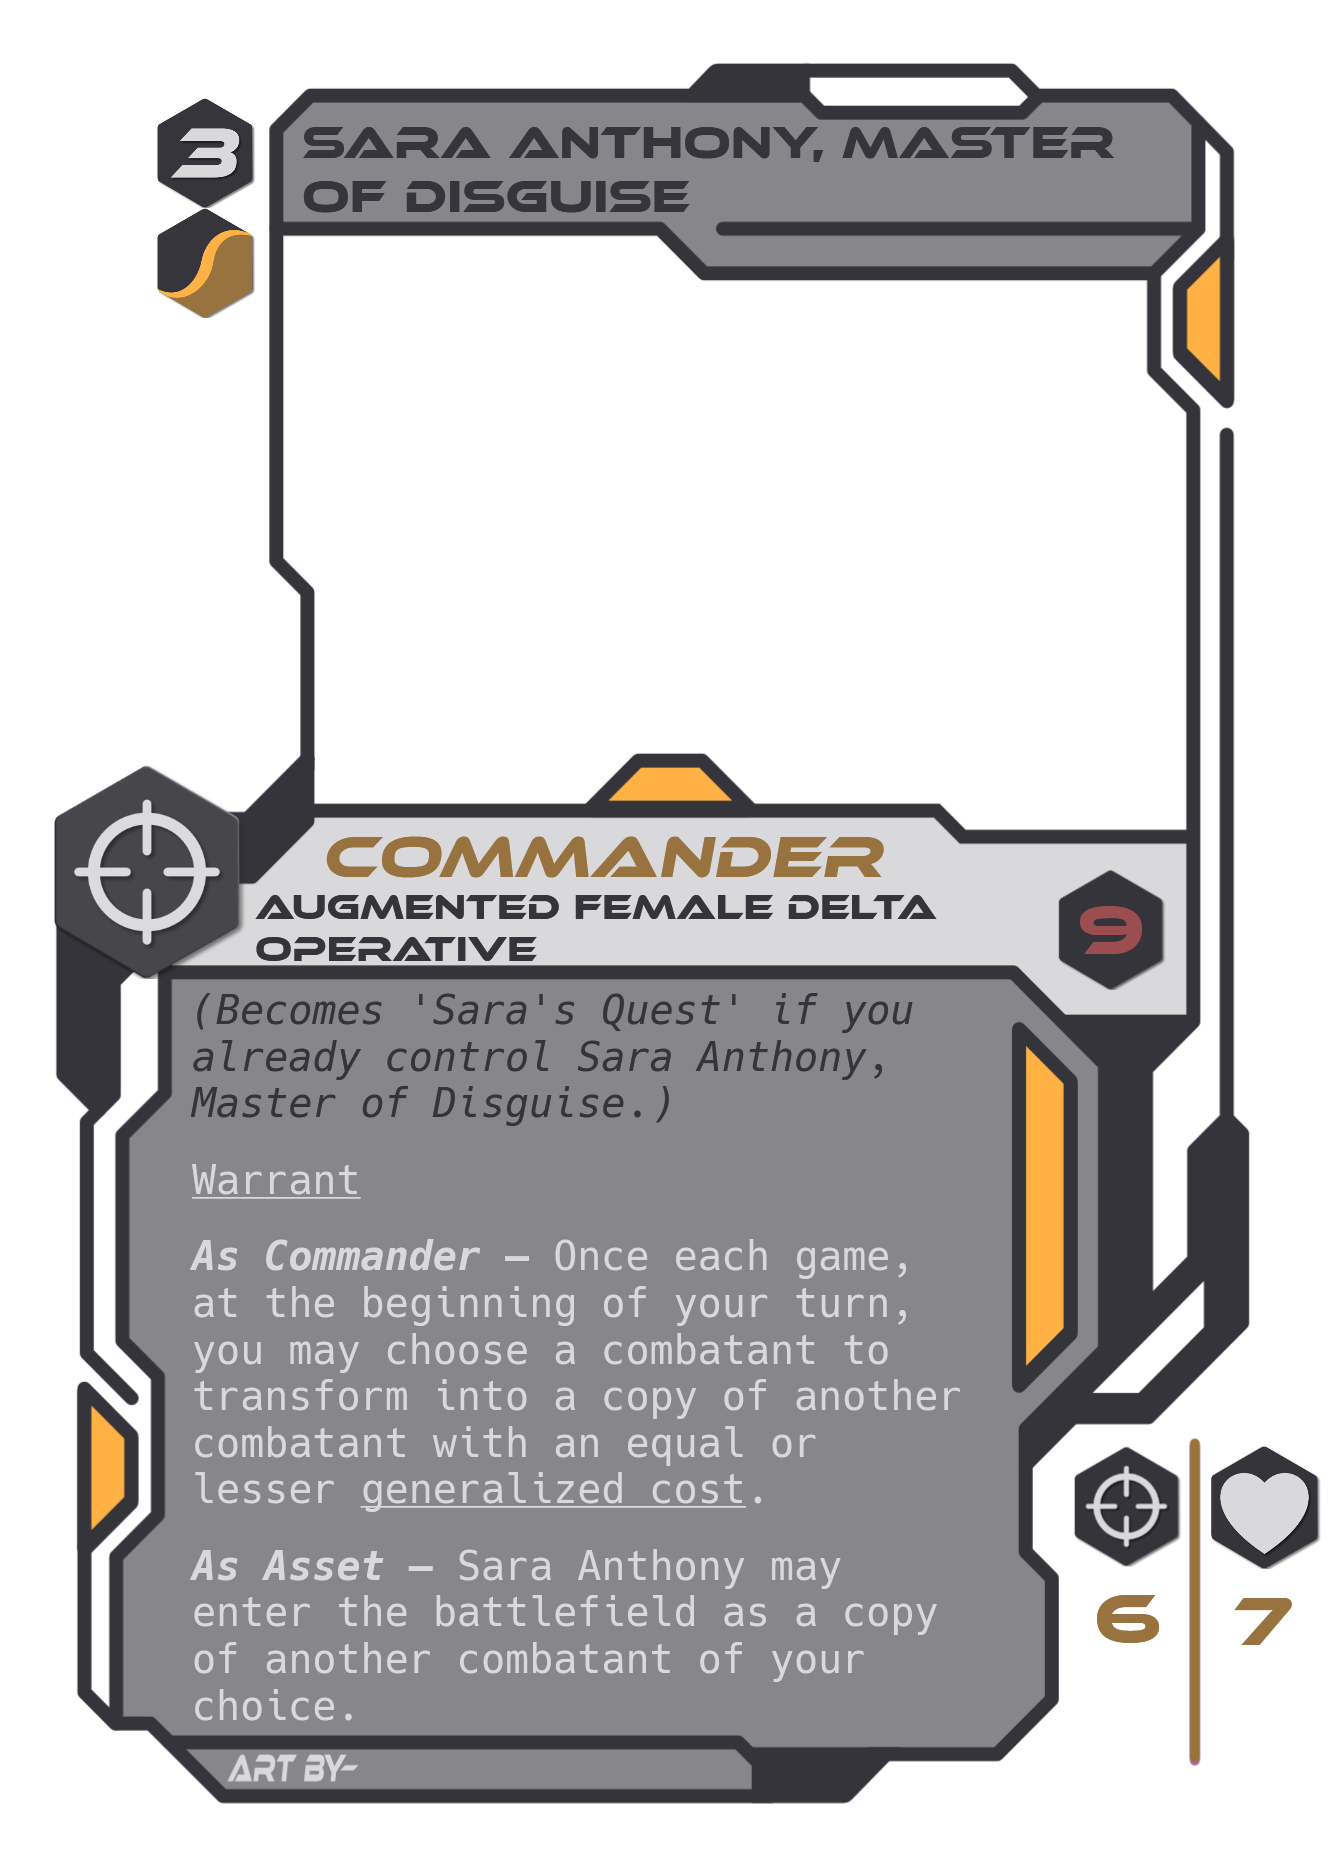 3
SARA ANTHONY, MASTER
OF DISGUISE
COMMANDER
AUGMENTED FEMALE DELTA
OPERATIVE
9
(Becomes 'Sara's Quest' if you
already control Sara Anthony,
Master of Disguise.)
Warrant
As Commander — Once each game,
at the beginning of your turn,
you may choose a combatant to
transform into a copy of another
combatant with an equal or
lesser generalized cost.
As Asset — Sara Anthony may
enter the battlefield as a copy
of another combatant of your
choice.
6
7
ART BY-